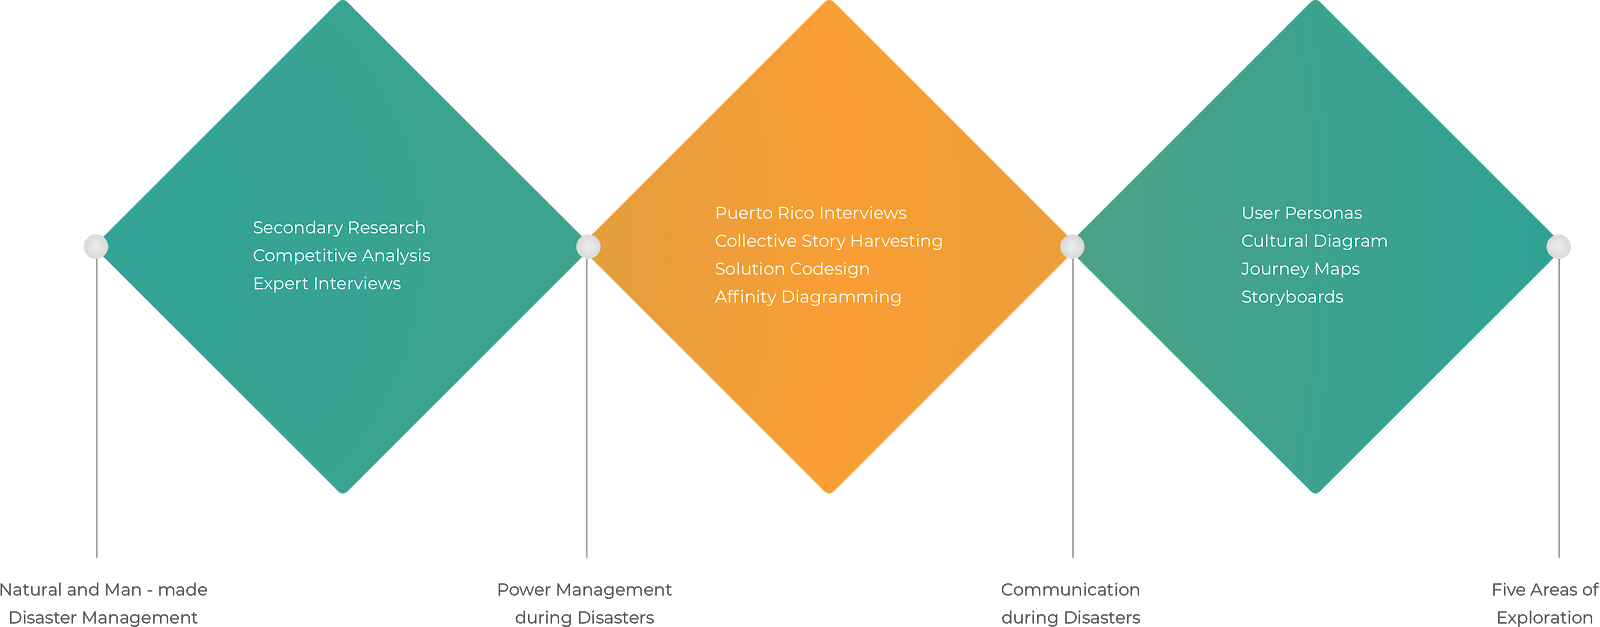 Secondary Research
Competitive Analysis
Expert Interviews
Puerto Rico Interviews
Collective Story Harvesting
Solution Codesign
Affinity Diagramming
User Personas
Cultural Diagram
Journey Maps
Storyboards
Natural and Man - made
Disaster Management
Power Management
during Disasters
Communication
during Disasters
Five Areas of
Exploration